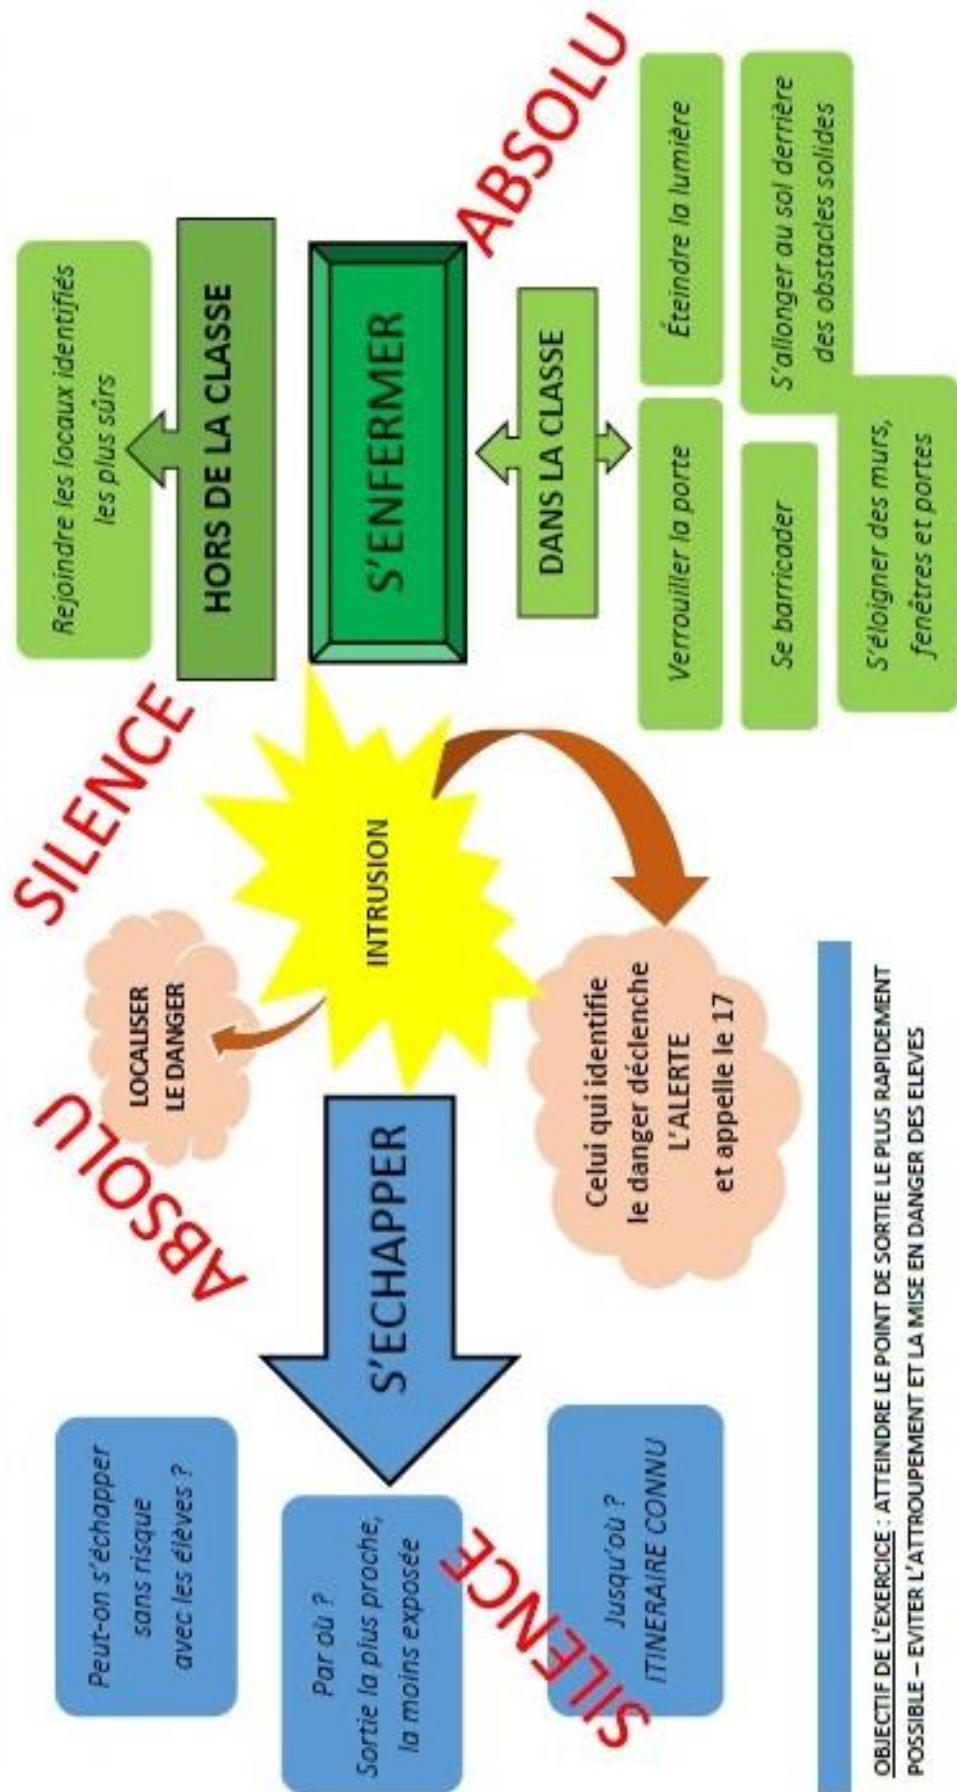 Peut-on s'échapper
sans risque
avec les élèves ?
Par où ?
Sortie la plus proche,
la moins exposée
Jusqu'où ?
ITINERAIRE CONNU
SILENCE
ABSOLU
S'ECHAPPER
LOCALISER
LE DANGER
INTRUSION
Celui qui identifie
le danger déclenche
L'ALERTE
et appelle le 17
SILENCE
ABSOLU
Rejoindre les locaux identifiés
les plus sûrs
HORS DE LA CLASSE
S'ENFERMER
DANS LA CLASSE
Verrouiller la porte
Éteindre la lumière
Se barricader
S'allonger au sol derrière
des obstacles solides
S'éloigner des murs,
fenêtres et portes
OBJECTIF DE L'EXERCICE : ATTEINDRE LE POINT DE SORTIE LE PLUS RAPIDEMENT
POSSIBLE – EVITER L'ATTROUPEMENT ET LA MISE EN DANGER DES ELEVES